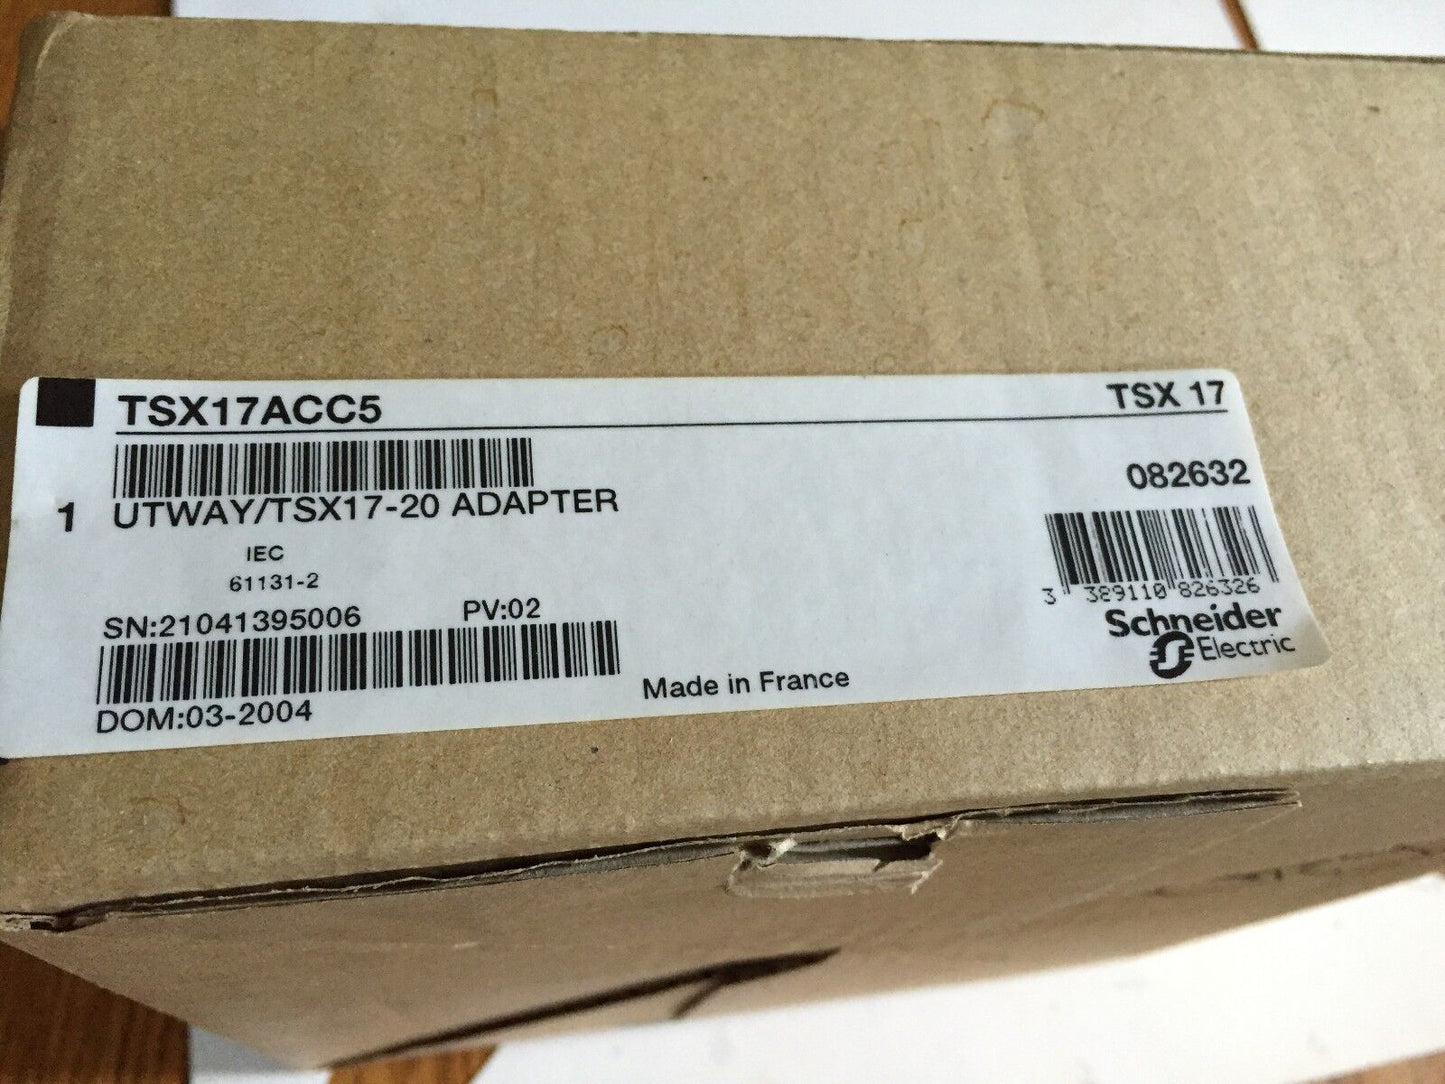 TSX17ACC5
TSX 17
082632
1 UTWAY/TSX17-20 ADAPTER
IEC
61131-2
3 389110 826326
SN:21041395006 PV:02
Schneider
Electric
Made in France
DOM:03-2004